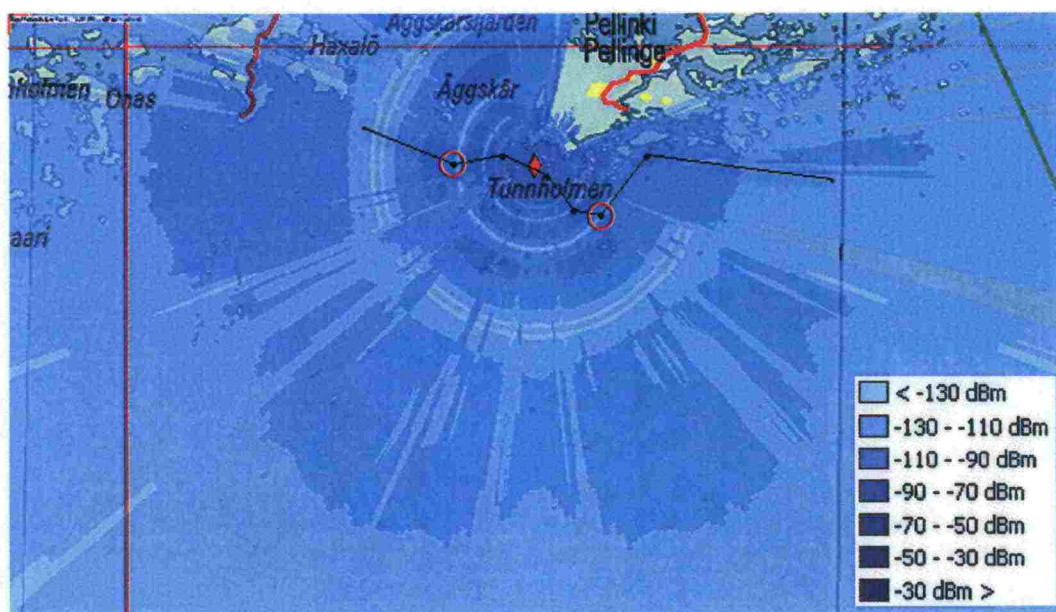 Äggskärsfjärden
Pellinki
Pellinge
Haxalö
Äggskär
Onas
Tunnholmen
< -130 dBm
-130 - -110 dBm
-110 - -90 dBm
-90 - -70 dBm
-70 - -50 dBm
-50 - -30 dBm
-30 dBm >